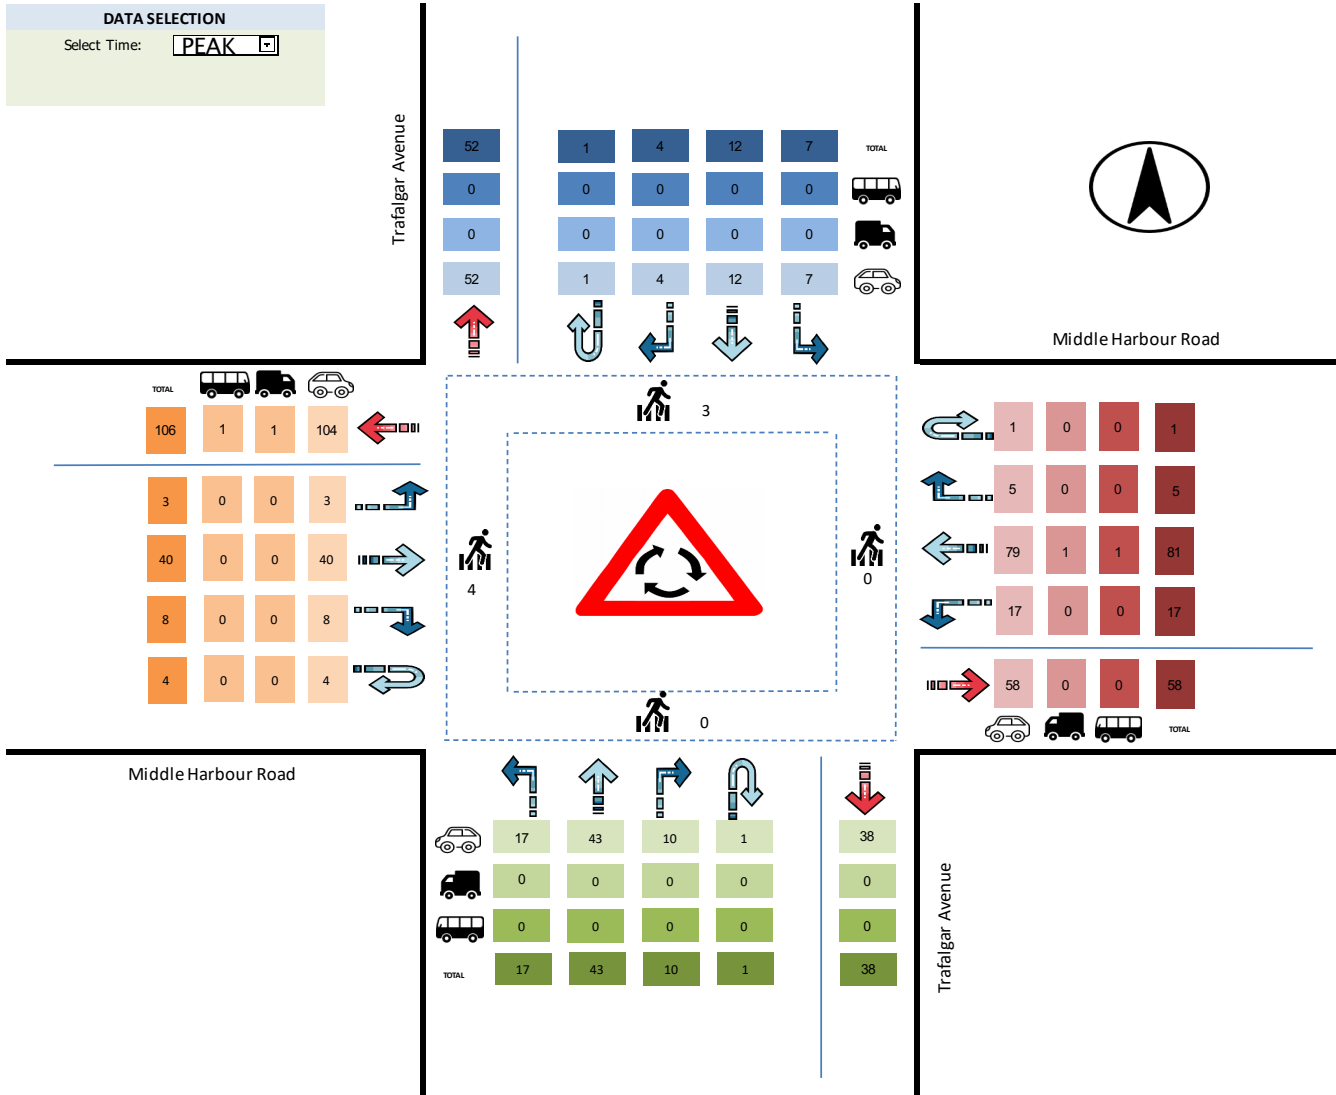 DATA SELECTION
Select Time: PEAK
Trafalgar Avenue
52 1 4 12 7 TOTAL
0 0 0 0 0
0 0 0 0 0
52 1 4 12 7
Middle Harbour Road
TOTAL
106 1 1 104
3 0 0 3
40 0 0 40
8 0 0 8
4 0 0 4
3
4
0
0
1 0 0 1
5 0 0 5
79 1 1 81
17 0 0 17
58 0 0 58
TOTAL
Middle Harbour Road
17 43 10 1 38
0 0 0 0 0
0 0 0 0 0
TOTAL 17 43 10 1 38
Trafalgar Avenue